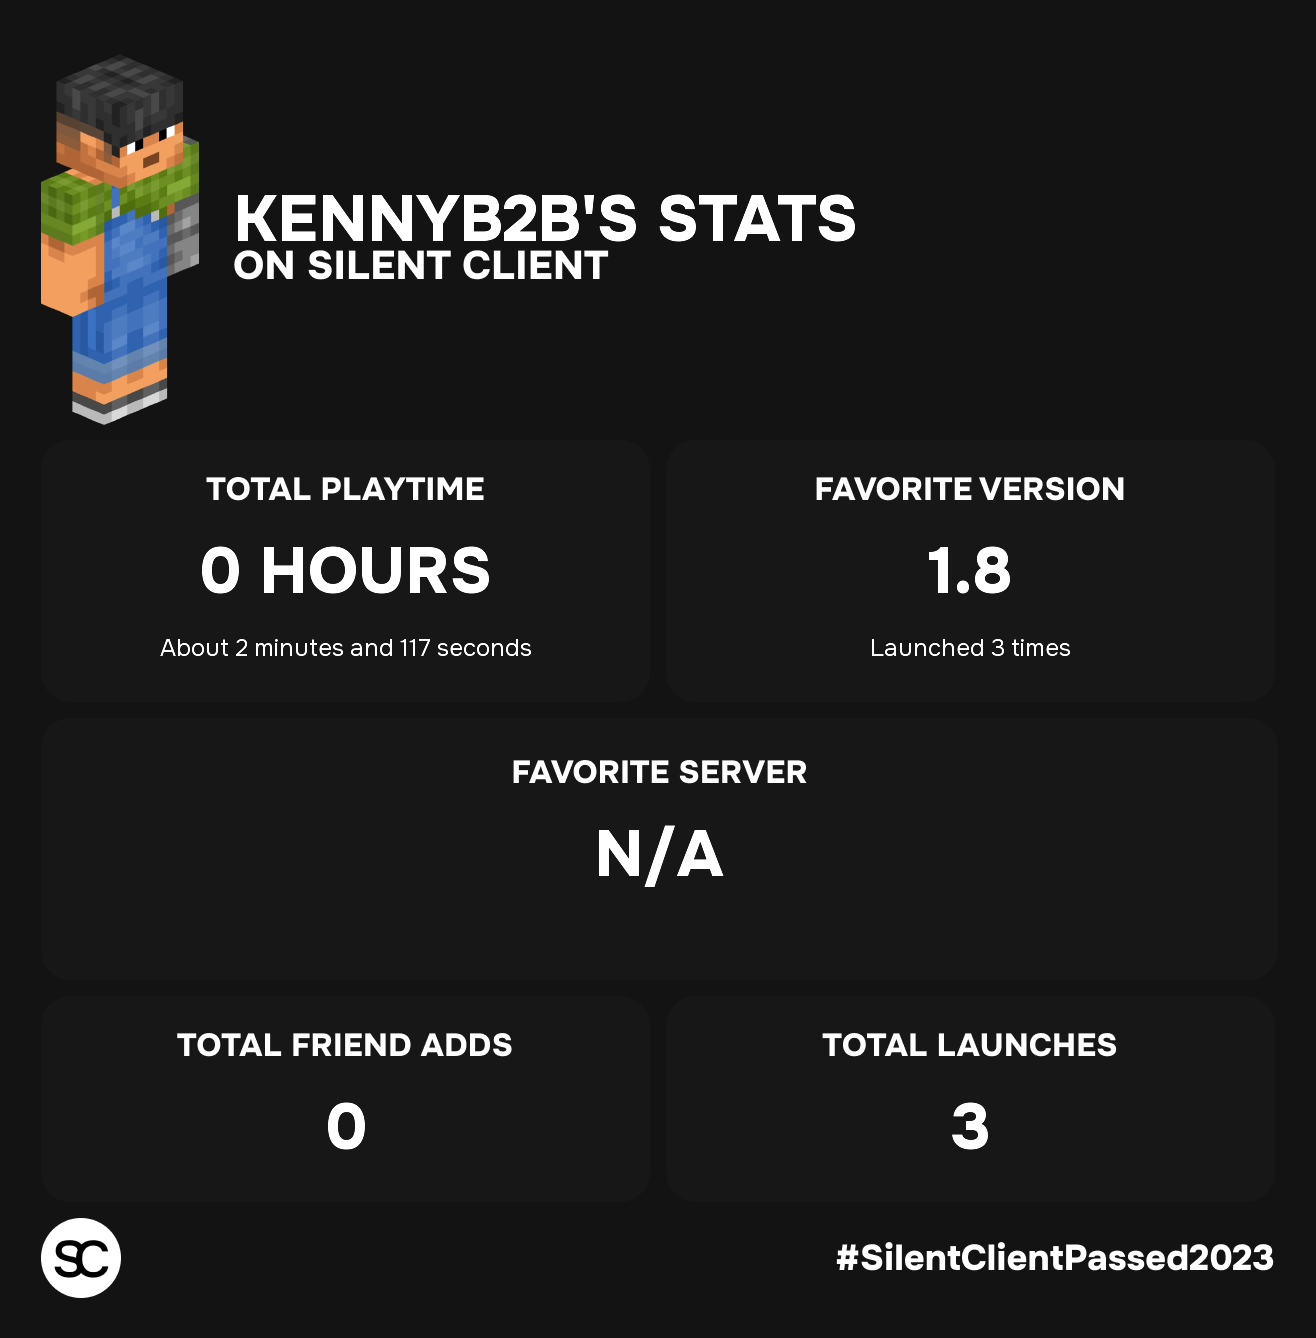 KENNYB2B'S STATS
ON SILENT CLIENT
TOTAL PLAYTIME
0 HOURS
About 2 minutes and 117 seconds
FAVORITE VERSION
1.8
Launched 3 times
FAVORITE SERVER
N/A
TOTAL FRIEND ADDS
0
TOTAL LAUNCHES
3
SC
#SilentClientPassed2023